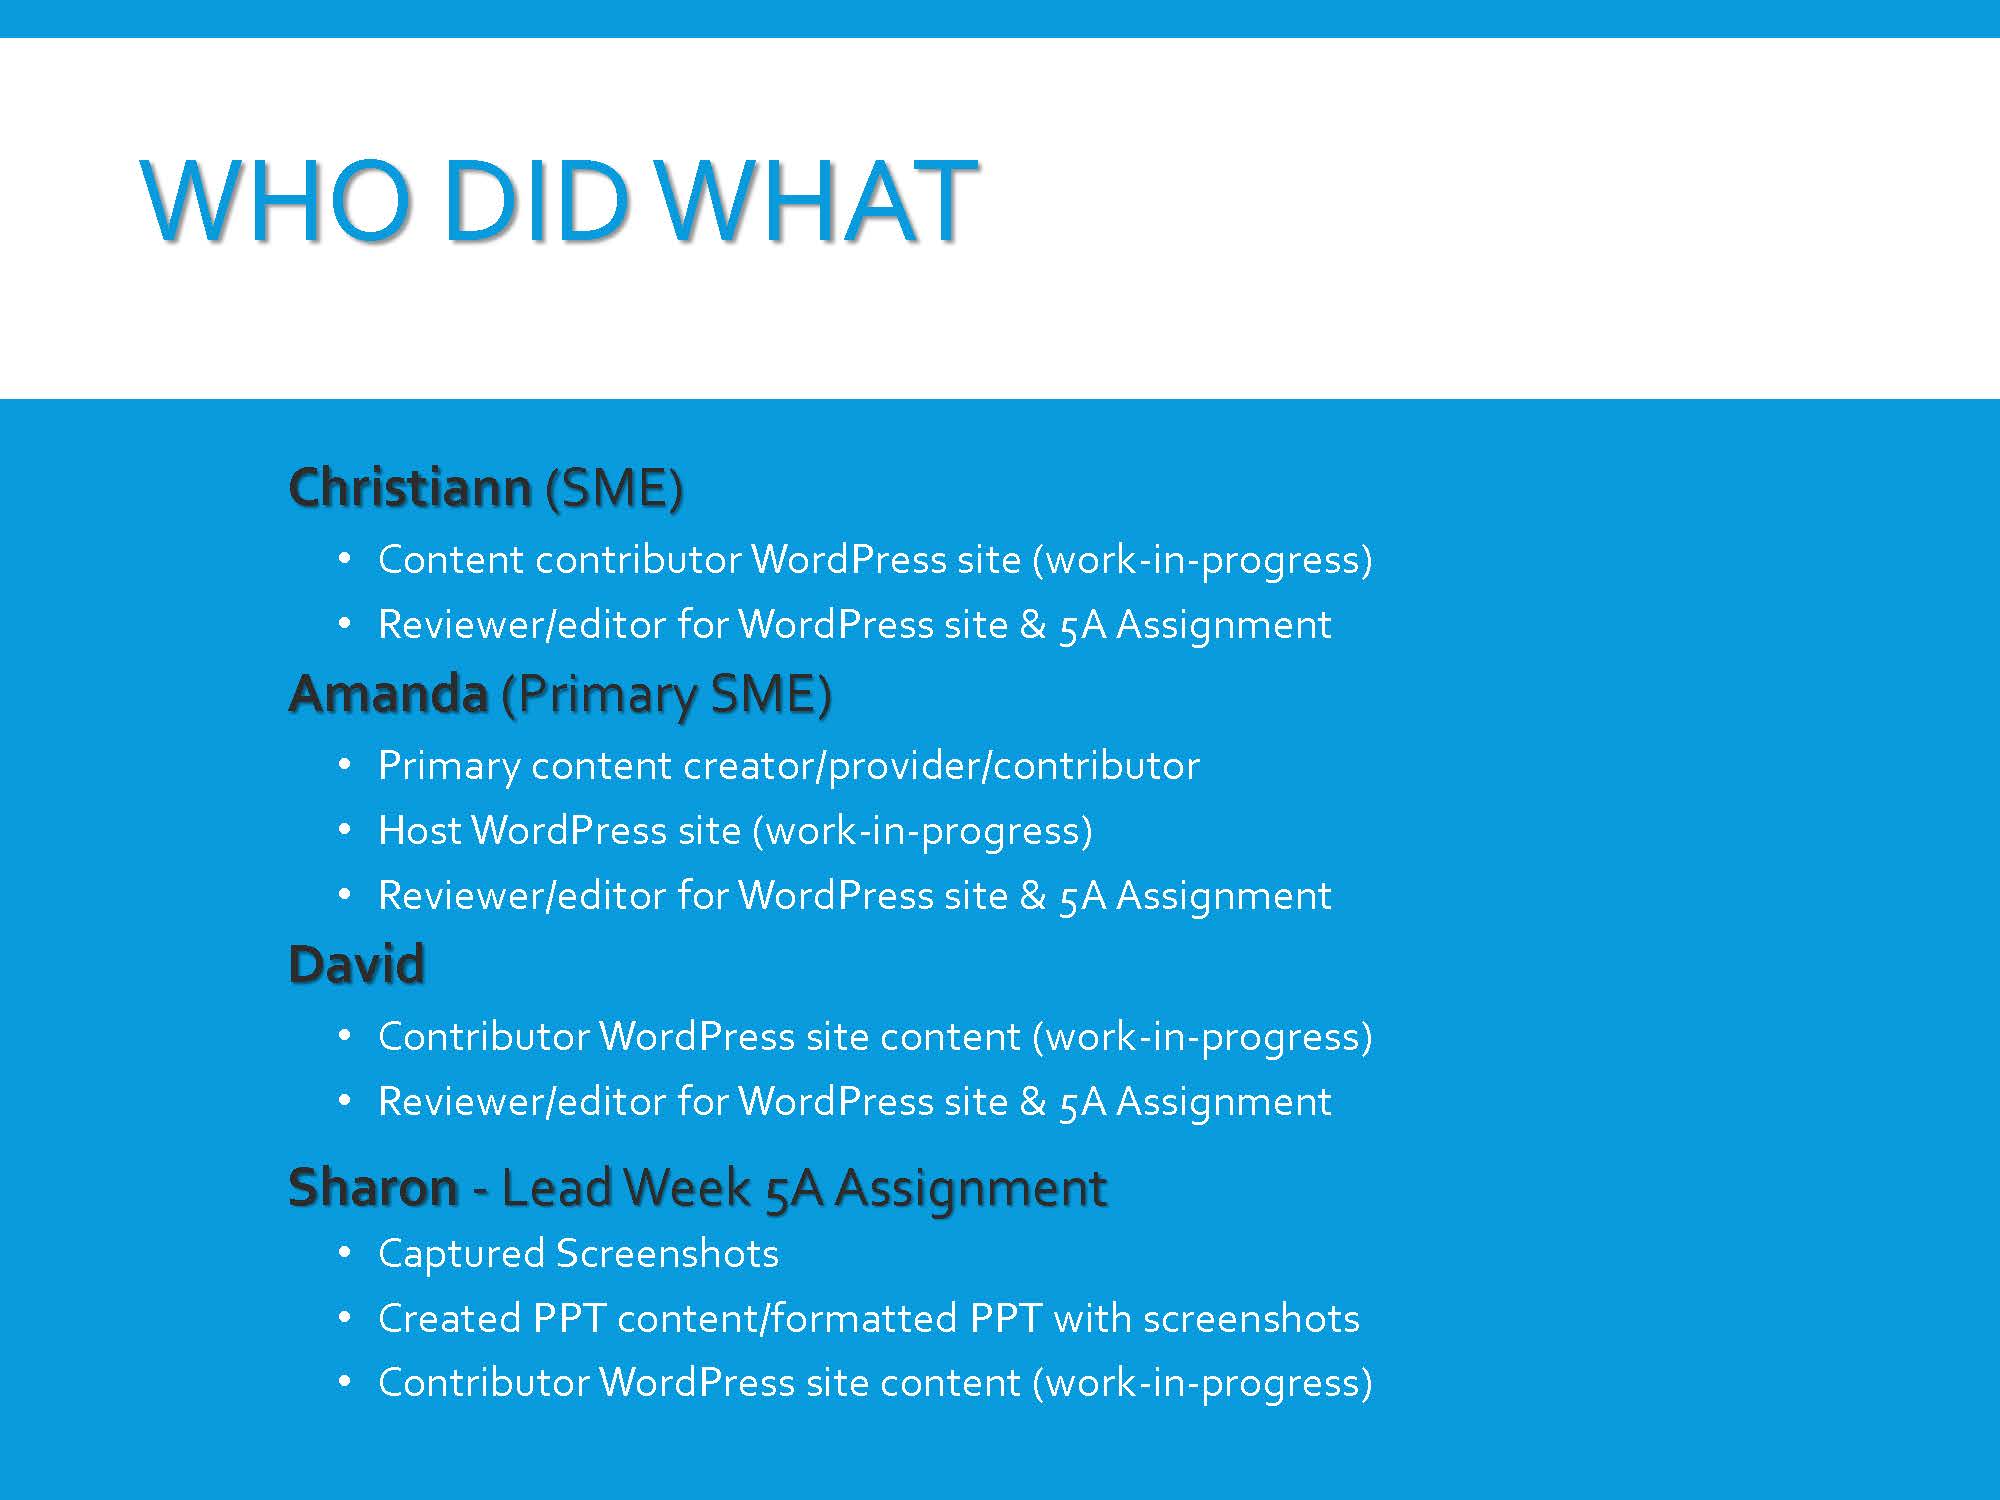 WHO DID WHAT
Christiann (SME)
• Content contributor WordPress site (work-in-progress)
• Reviewer/editor for WordPress site & 5A Assignment
Amanda (Primary SME)
• Primary content creator/provider/contributor
• Host WordPress site (work-in-progress)
• Reviewer/editor for WordPress site & 5A Assignment
David
• Contributor WordPress site content (work-in-progress)
• Reviewer/editor for WordPress site & 5A Assignment
Sharon - Lead Week 5A Assignment
• Captured Screenshots
• Created PPT content/formatted PPT with screenshots
• Contributor WordPress site content (work-in-progress)